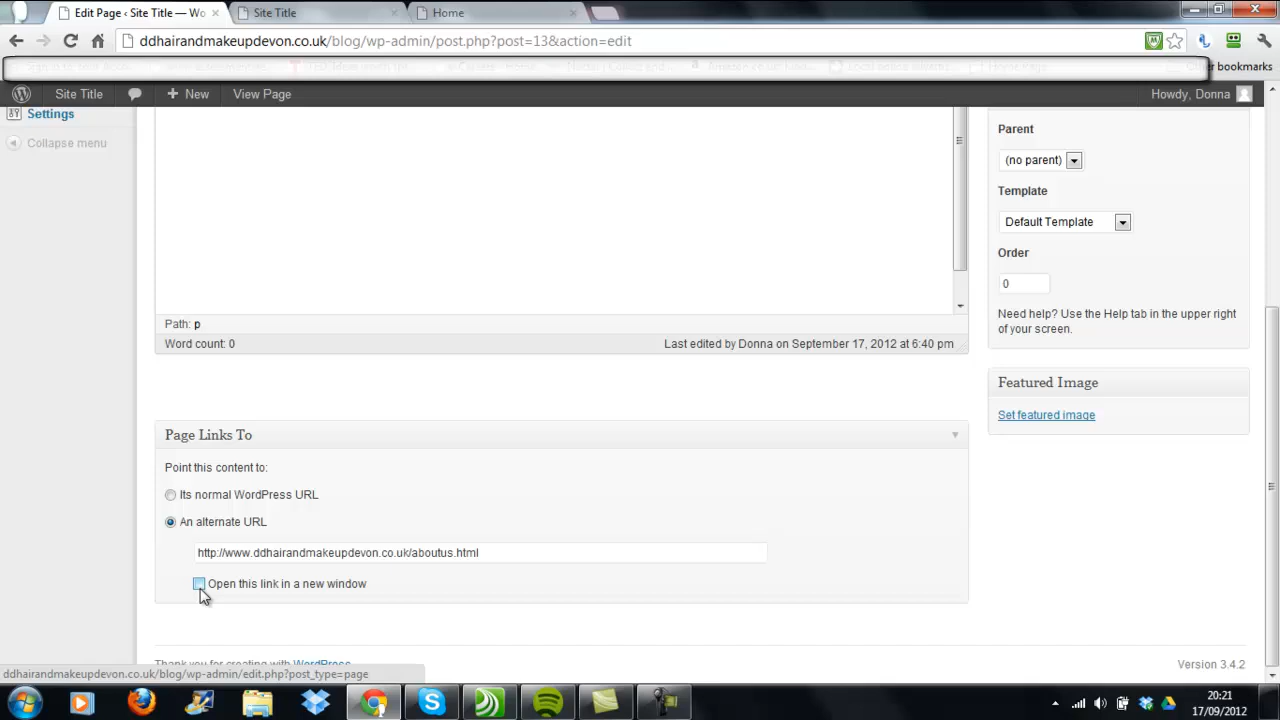 Edit Page ‹ Site Title — Wo
Site Title
Home
ddhairandmakeupdevon.co.uk/blog/wp-admin/post.php?post=13&action=edit
bookmarks
Site Title
New
View Page
Howdy, Donna
Settings
Collapse menu
Parent
(no parent)
Template
Default Template
Order
0
Need help? Use the Help tab in the upper right
of your screen.
Path: p
Word count: 0
Last edited by Donna on September 17, 2012 at 6:40 pm
Featured Image
Set featured image
Page Links To
Point this content to:
Its normal WordPress URL
An alternate URL
http://www.ddhairandmakeupdevon.co.uk/aboutus.html
Open this link in a new window
Thank you for creating with WordPress.
Version 3.4.2
ddhairandmakeupdevon.co.uk/blog/wp-admin/edit.php?post_type=page
20:21
17/09/2012